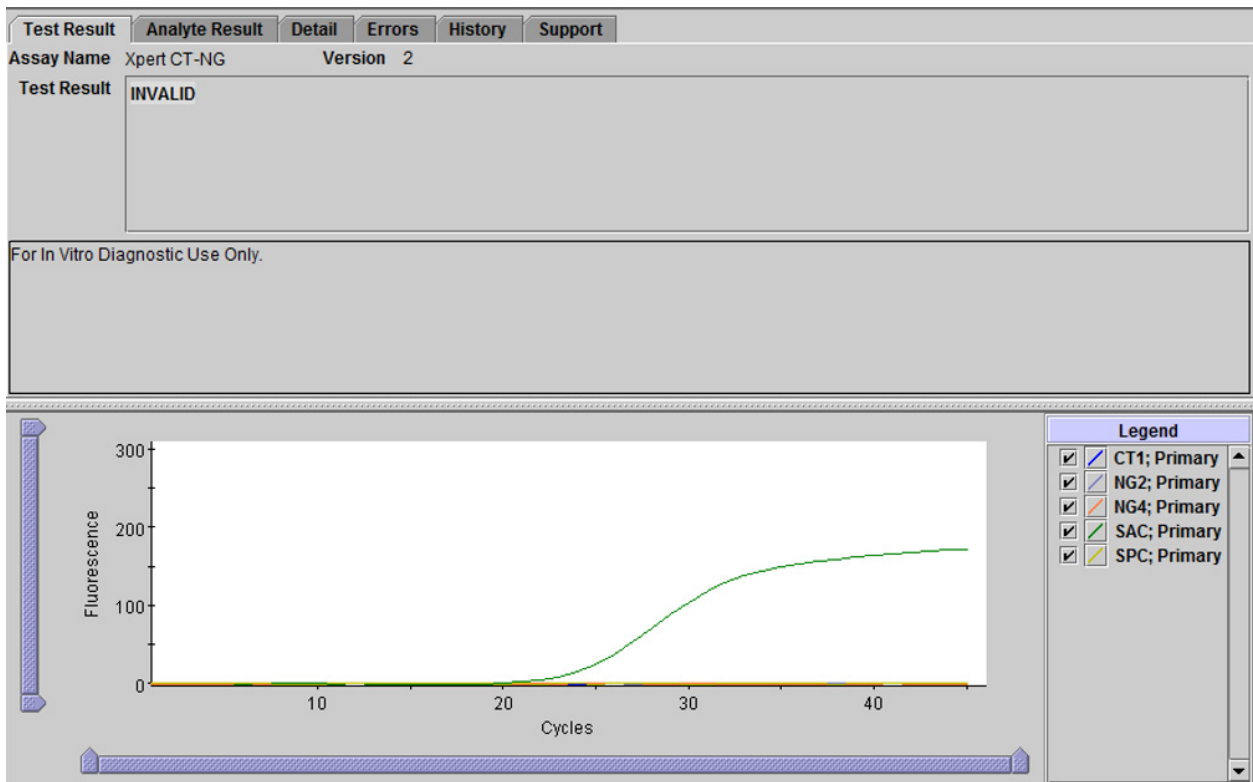 Test Result Analyte Result Detail Errors History Support
Assay Name Xpert CT-NG Version 2
Test Result INVALID
For In Vitro Diagnostic Use Only.
300
200
100
0
Fluorescence
10 20 30 40
Cycles
Legend
CT1; Primary
NG2; Primary
NG4; Primary
SAC; Primary
SPC; Primary